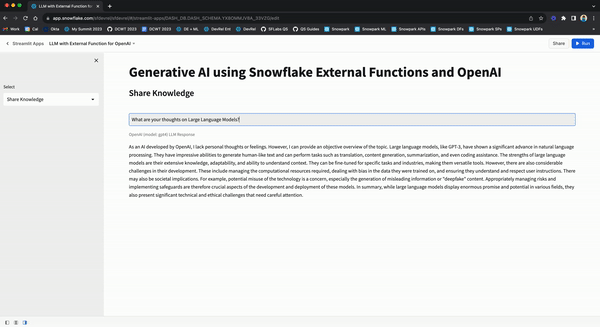 LLM with External Function for
app.snowflake.com
Work
Cal
Okta
My Summit 2023
DCWT 2023
DCWT 2023
DE + ML
DevRel Ent
DevRel
SFLabs QS
QS Guides
Snowpark
Snowpark ML
Snowpark APIs
Snowpark DFs
Snowpark SPs
Snowpark UDFs
Streamlit Apps
LLM with External Function for OpenAI
Share
Run
Select
Share Knowledge
Generative AI using Snowflake External Functions and OpenAI
Share Knowledge
What are your thoughts on Large Language Models?
OpenAI (model: gpt4) LLM Response
As an AI developed by OpenAI, I lack personal thoughts or feelings. However, I can provide an objective overview of the topic. Large language models, like GPT-3, have shown a significant advance in natural language
processing. They have impressive abilities to generate human-like text and can perform tasks such as translation, content generation, summarization, and even coding assistance. The strengths of large language
models are their extensive knowledge, adaptability, and ability to understand context. They can be fine-tuned for specific tasks and industries, making them versatile tools. However, there are also considerable
challenges in their development. These include managing the computational resources required, dealing with bias in the data they were trained on, and ensuring they understand and respect user instructions. There
may also be societal implications. For example, potential misuse of the technology is a concern, especially the generation of misleading information or "deepfake" content. Appropriately managing risks and
implementing safeguards are therefore crucial aspects of the development and deployment of these models. In summary, while large language models display enormous promise and potential in various fields, they
also present significant technical and ethical challenges that need careful attention.